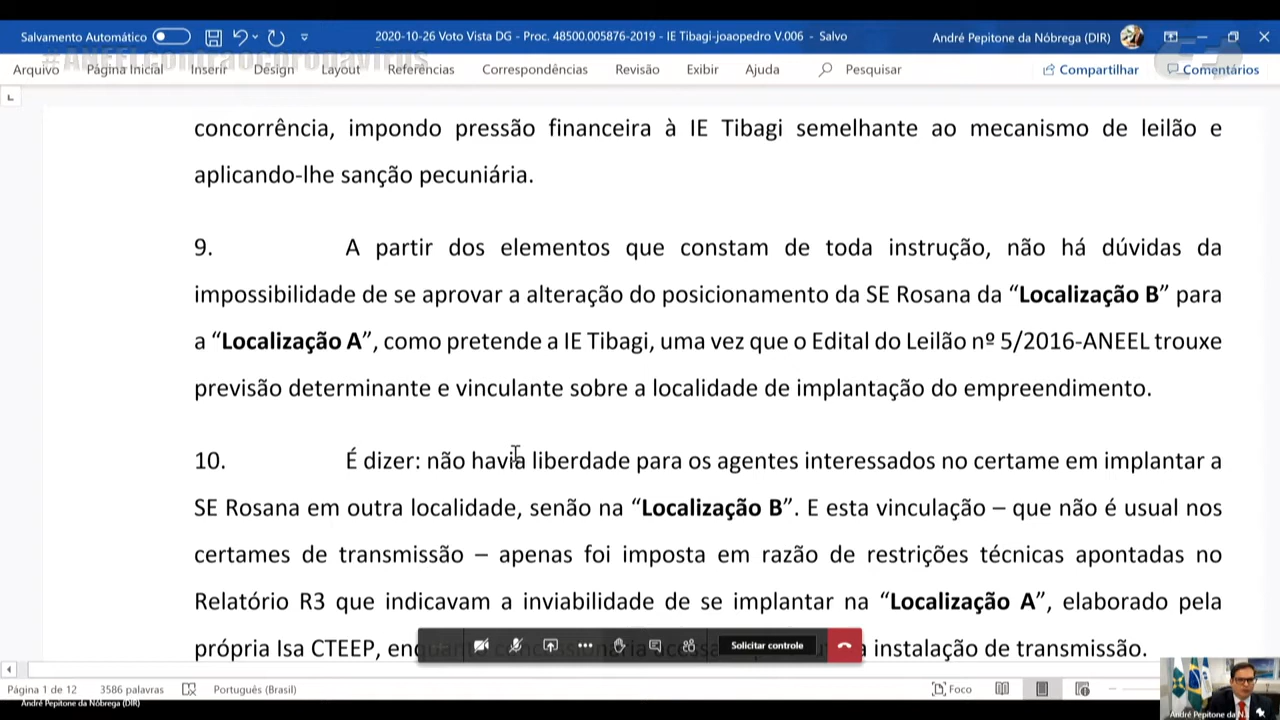 Salvamento Automático
2020-10-26 Voto Vista DG - Proc. 48500.005876-2019 - IE Tibagi-joaopedro V.006 - Salvo
André Pepitone da Nóbrega (DIR)
Arquivo Página Inicial Inserir Design Layout Referências Correspondências Revisão Exibir Ajuda Pesquisar Compartilhar Comentários
concorrência, impondo pressão financeira à IE Tibagi semelhante ao mecanismo de leilão e
aplicando-lhe sanção pecuniária.
9. A partir dos elementos que constam de toda instrução, não há dúvidas da
impossibilidade de se aprovar a alteração do posicionamento da SE Rosana da “Localização B” para
a “Localização A”, como pretende a IE Tibagi, uma vez que o Edital do Leilão nº 5/2016-ANEEL trouxe
previsão determinante e vinculante sobre a localidade de implantação do empreendimento.
10. É dizer: não havia liberdade para os agentes interessados no certame em implantar a
SE Rosana em outra localidade, senão na “Localização B”. E esta vinculação – que não é usual nos
certames de transmissão – apenas foi imposta em razão de restrições técnicas apontadas no
Relatório R3 que indicavam a inviabilidade de se implantar na “Localização A”, elaborado pela
própria Isa CTEEP, a instalação de transmissão.
Solicitar controle
Página 1 de 12 3586 palavras Português (Brasil) Foco
André Pepitone da Nóbrega (DIR)
André Pepitone da N...